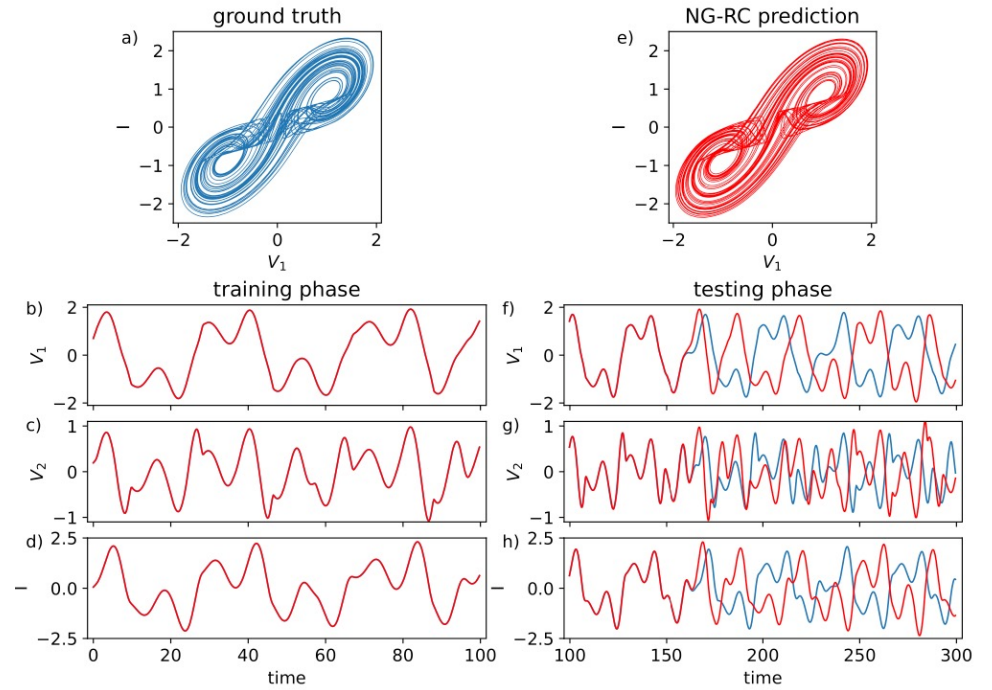 ground truth
a)
2
1
0
−1
−2
I
−2 0 2
V1
NG-RC prediction
e)
2
1
0
−1
−2
I
−2 0 2
V1
training phase
b)
2
0
−2
V1
c)
1
0
−1
V2
d)
2.5
0.0
−2.5
I
0 20 40 60 80 100
time
testing phase
f)
2
0
−2
V1
g)
1
0
−1
V2
h)
2.5
0.0
−2.5
I
100 150 200 250 300
time